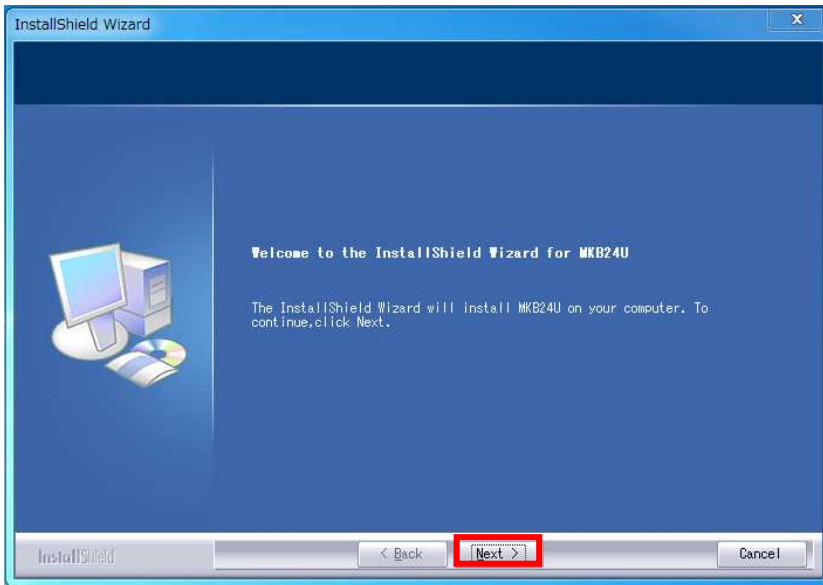 InstallShield Wizard
X
Welcome to the InstallShield Wizard for MKB24U
The InstallShield Wizard will install MKB24U on your computer. To
continue,click Next.
InstallShield
< Back
Next >
Cancel